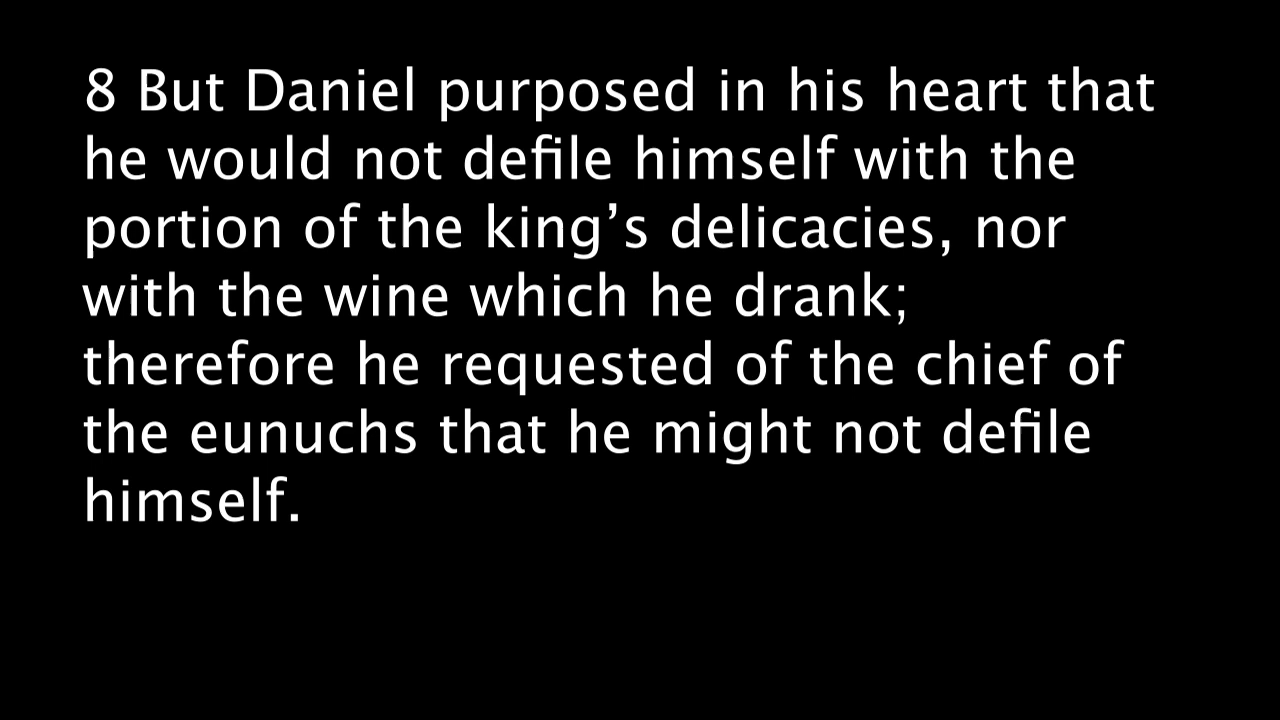 8 But Daniel purposed in his heart that
he would not defile himself with the
portion of the king’s delicacies, nor
with the wine which he drank;
therefore he requested of the chief of
the eunuchs that he might not defile
himself.